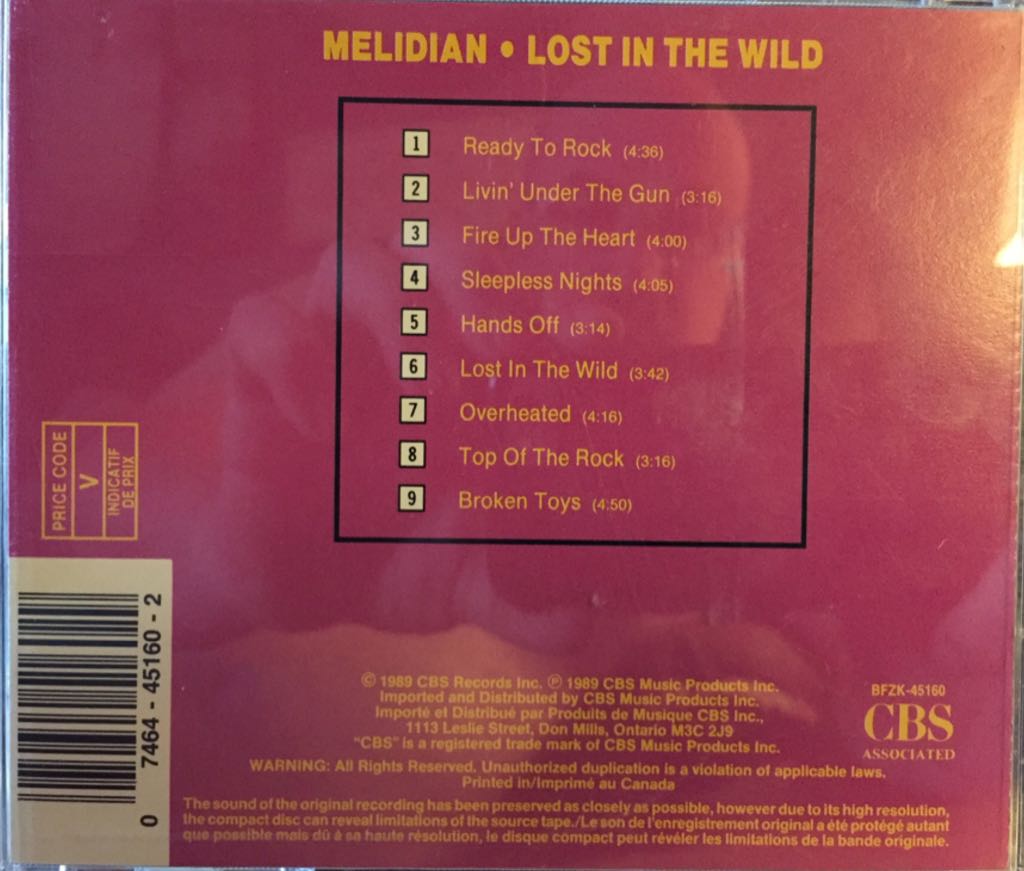 MELIDIAN • LOST IN THE WILD
1 Ready To Rock (4:36)
2 Livin' Under The Gun (3:16)
3 Fire Up The Heart (4:00)
4 Sleepless Nights (4:05)
5 Hands Off (3:14)
6 Lost In The Wild (3:42)
7 Overheated (4:16)
8 Top Of The Rock (3:16)
9 Broken Toys (4:50)
PRICE CODE
V
INDICATIF
DE PRIX
0 7464-45160-2
© 1989 CBS Records Inc. ℗ 1989 CBS Music Products Inc.
Imported and Distributed by CBS Music Products Inc.
Importé et Distribué par Produits de Musique CBS Inc.,
1113 Leslie Street, Don Mills, Ontario M3C 2J9
"CBS" is a registered trade mark of CBS Music Products Inc.
BFZK-45160
CBS
ASSOCIATED
WARNING: All Rights Reserved. Unauthorized duplication is a violation of applicable laws.
Printed in/Imprimé au Canada
The sound of the original recording has been preserved as closely as possible, however due to its high resolution,
the compact disc can reveal limitations of the source tape./Le son de l'enregistrement original a été protégé autant
que possible mais dû à sa haute résolution, le disque compact peut révéler les limitations de la bande originale.